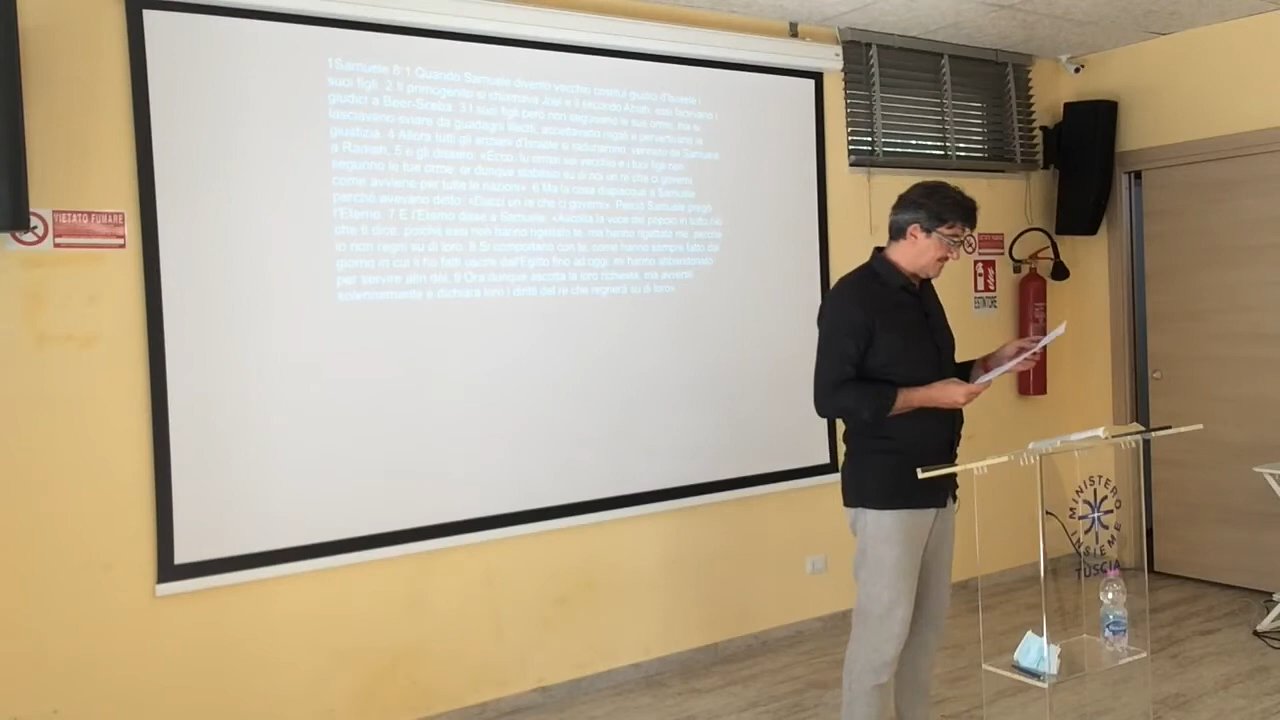 1Samuele 8:1 Quando Samuele diventò vecchio costituì giudici d'Israele i
suoi figli. 2 Il primogenito si chiamava Joel e il secondo Abiah; essi facevano i
giudici a Beer-Sceba. 3 I suoi figli però non seguirono le sue orme, ma si
lasciavano sviare da guadagni illeciti, accettavano regali e pervertivano la
giustizia. 4 Allora tutti gli anziani d'Israele si radunarono, vennero da Samuele
a Ramah, 5 e gli dissero: «Ecco, tu ormai sei vecchio e i tuoi figli non
seguono le tue orme; or dunque stabilisci su di noi un re che ci governi
come avviene per tutte le nazioni». 6 Ma la cosa dispiacque a Samuele
perché avevano detto: «Dacci un re che ci governi». Perciò Samuele pregò
l'Eterno. 7 E l'Eterno disse a Samuele: «Ascolta la voce del popolo in tutto ciò
che ti dice, poiché essi non hanno rigettato te, ma hanno rigettato me, perché
io non regni su di loro. 8 Si comportano con te, come hanno sempre fatto dal
giorno in cui li ho fatti uscire dall'Egitto fino ad oggi: mi hanno abbandonato
per servire altri dèi. 9 Ora dunque ascolta la loro richiesta, ma avvertili
solennemente e dichiara loro i diritti del re che regnerà su di loro».
VIETATO FUMARE
VIETATO FUMARE
ESTINTORE
MINISTERO
INSIEME
TUSCIA